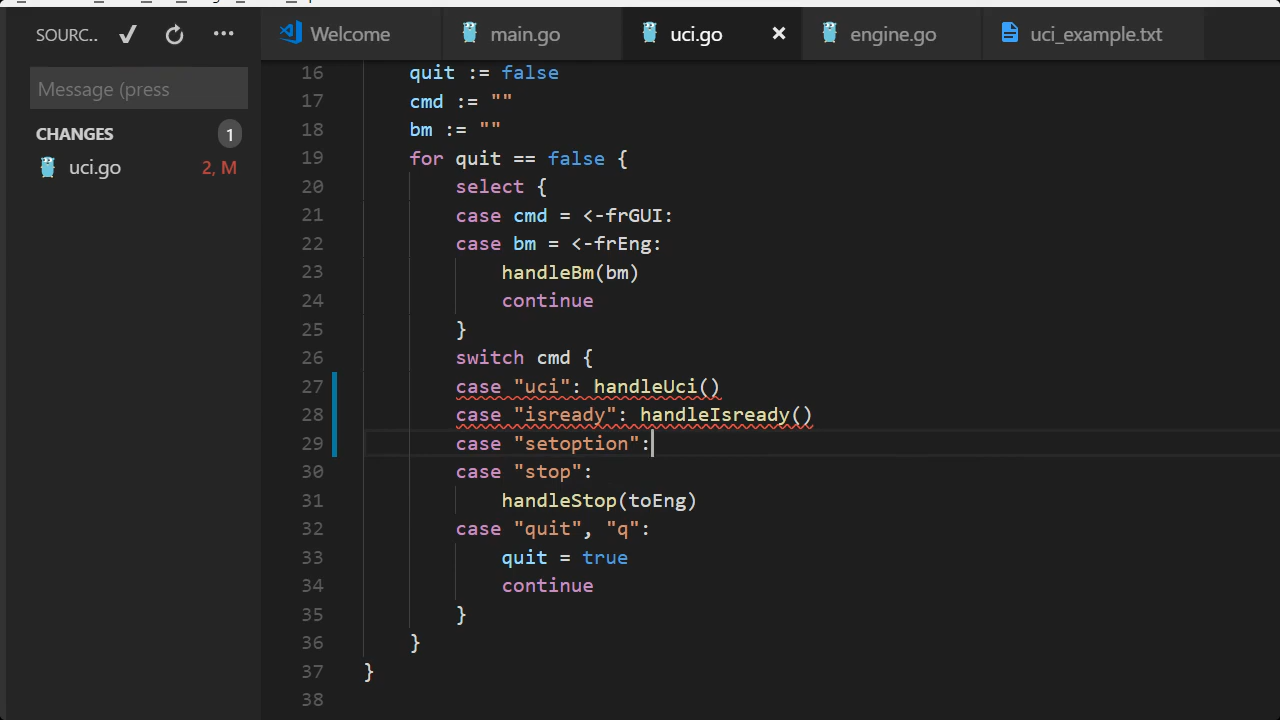 SOURC.. ✓ ···
Welcome main.go uci.go × engine.go uci_example.txt
Message (press
CHANGES 1
uci.go 2, M
16 quit := false
17 cmd := ""
18 bm := ""
19 for quit == false {
20 select {
21 case cmd = <-frGUI:
22 case bm = <-frEng:
23 handleBm(bm)
24 continue
25 }
26 switch cmd {
27 case "uci": handleUci()
28 case "isready": handleIsready()
29 case "setoption":
30 case "stop":
31 handleStop(toEng)
32 case "quit", "q":
33 quit = true
34 continue
35 }
36 }
37 }
38